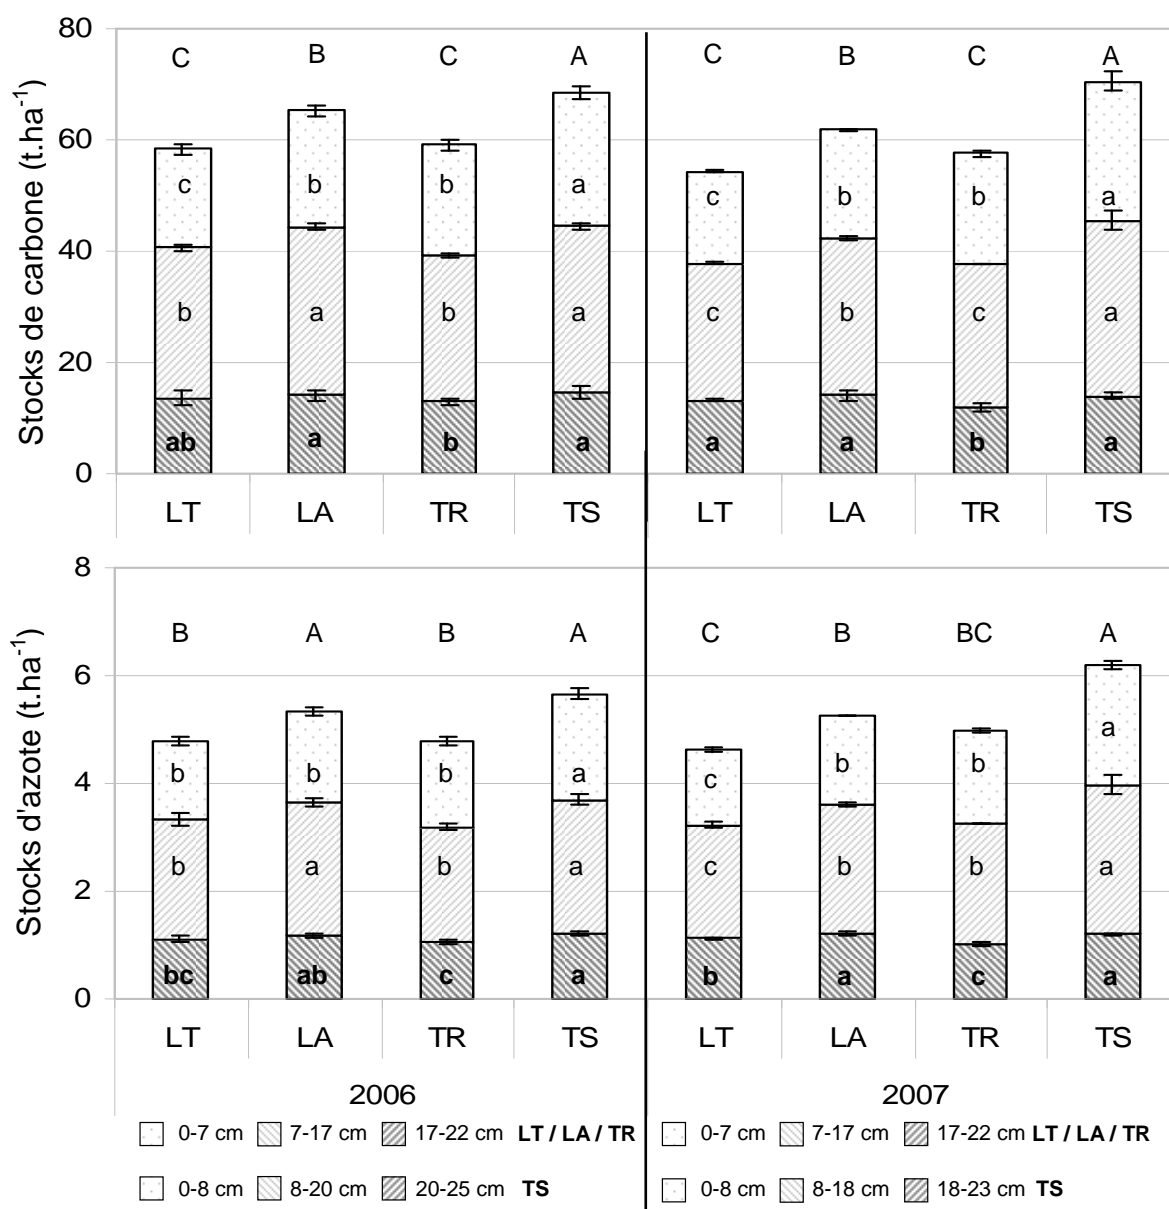 Stocks de carbone (t.ha⁻¹)
80
60
40
20
0
C B C A C B C A
c b b a c b b a
b a b a c b c a
ab a b a a a b a
LT LA TR TS LT LA TR TS
Stocks d'azote (t.ha⁻¹)
8
6
4
2
0
B A B A C B BC A
b b b a c b b a
b a b a c b b a
bc ab c a b a c a
LT LA TR TS LT LA TR TS
2006 2007
0-7 cm 7-17 cm 17-22 cm LT / LA / TR 0-7 cm 7-17 cm 17-22 cm LT / LA / TR
0-8 cm 8-20 cm 20-25 cm TS 0-8 cm 8-18 cm 18-23 cm TS